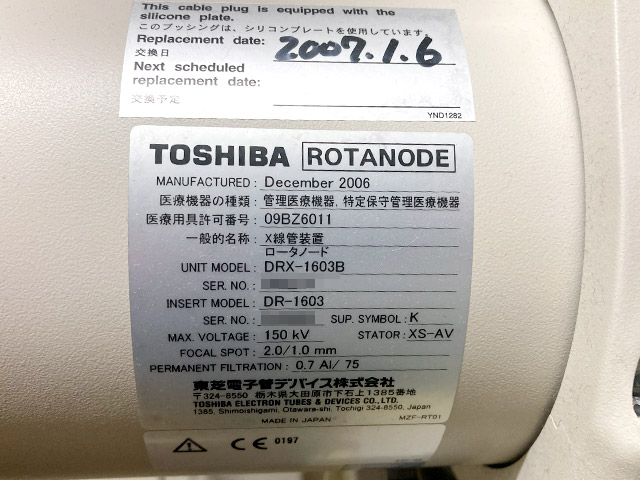 This cable plug is equipped with the
silicone plate.
このブッシングは、シリコンプレートを使用しています。
Replacement date: 2007.1.6
交換日
Next scheduled
replacement date:
交換予定
YND1282
TOSHIBA ROTANODE
MANUFACTURED: December 2006
医療機器の種類: 管理医療機器, 特定保守管理医療機器
医療用具許可番号: 09BZ6011
一般的名称: X線管装置
ロータノード
UNIT MODEL: DRX-1603B
SER. NO.:
INSERT MODEL: DR-1603
SER. NO.: SUP. SYMBOL: K
MAX. VOLTAGE: 150 kV STATOR: XS-AV
FOCAL SPOT: 2.0/1.0 mm
PERMANENT FILTRATION: 0.7 Al/ 75
東芝電子管デバイス株式会社
〒324-8550 栃木県大田原市下石上1385番地
TOSHIBA ELECTRON TUBES & DEVICES CO., LTD.
1385, Shimoishigami, Otawara-shi, Tochigi 324-8550, Japan
MADE IN JAPAN MZF-RT01
CE 0197